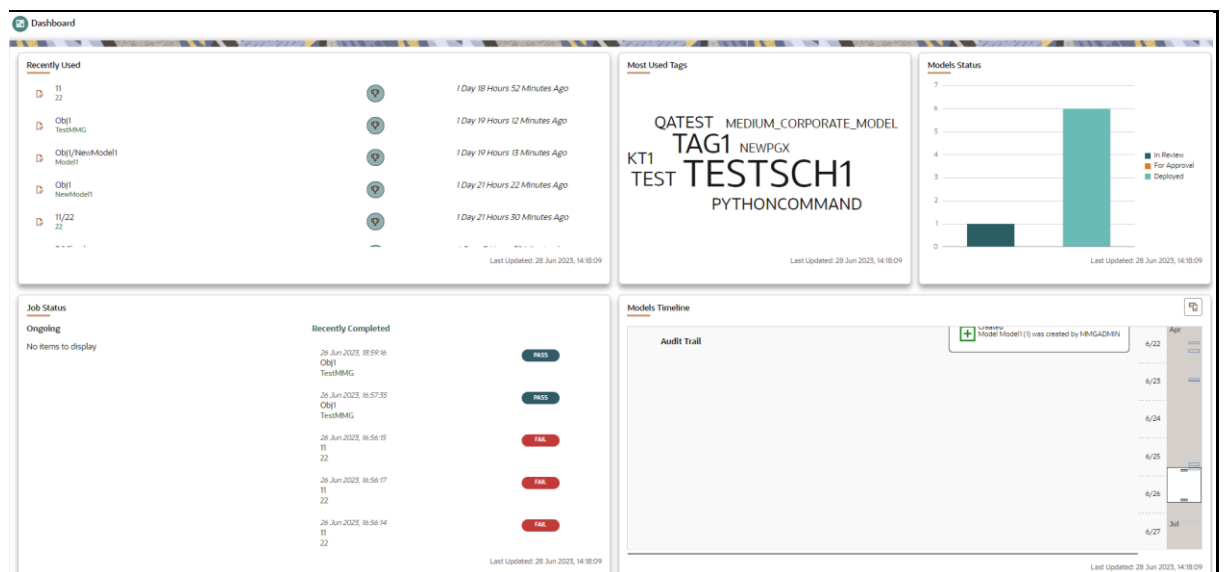 Dashboard
Recently Used
11
22
1 Day 18 Hours 52 Minutes Ago
Obj1
TestMMG
1 Day 19 Hours 12 Minutes Ago
Obj1/NewModel1
Model1
1 Day 19 Hours 13 Minutes Ago
Obj1
NewModel1
1 Day 21 Hours 22 Minutes Ago
11/22
22
1 Day 21 Hours 30 Minutes Ago
Last Updated: 28 Jun 2023, 14:18:09
Most Used Tags
QATEST MEDIUM_CORPORATE_MODEL
TAG1 NEWPGX
KT1
TEST TESTSCH1
PYTHONCOMMAND
Last Updated: 28 Jun 2023, 14:18:09
Models Status
7
6
5
4
3
2
1
0
In Review
For Approval
Deployed
Last Updated: 28 Jun 2023, 14:18:09
Job Status
Ongoing
No items to display
Recently Completed
26 Jun 2023, 18:59:16
Obj1
TestMMG
PASS
26 Jun 2023, 16:57:35
Obj1
TestMMG
PASS
26 Jun 2023, 16:56:15
11
22
FAIL
26 Jun 2023, 16:56:17
11
22
FAIL
26 Jun 2023, 16:56:14
11
22
FAIL
Last Updated: 28 Jun 2023, 14:18:09
Models Timeline
Audit Trail
Created
Model Model1 (1) was created by MMGADMIN
Apr
6/22
6/23
6/24
6/25
6/26
Jul
6/27
Last Updated: 28 Jun 2023, 14:18:09